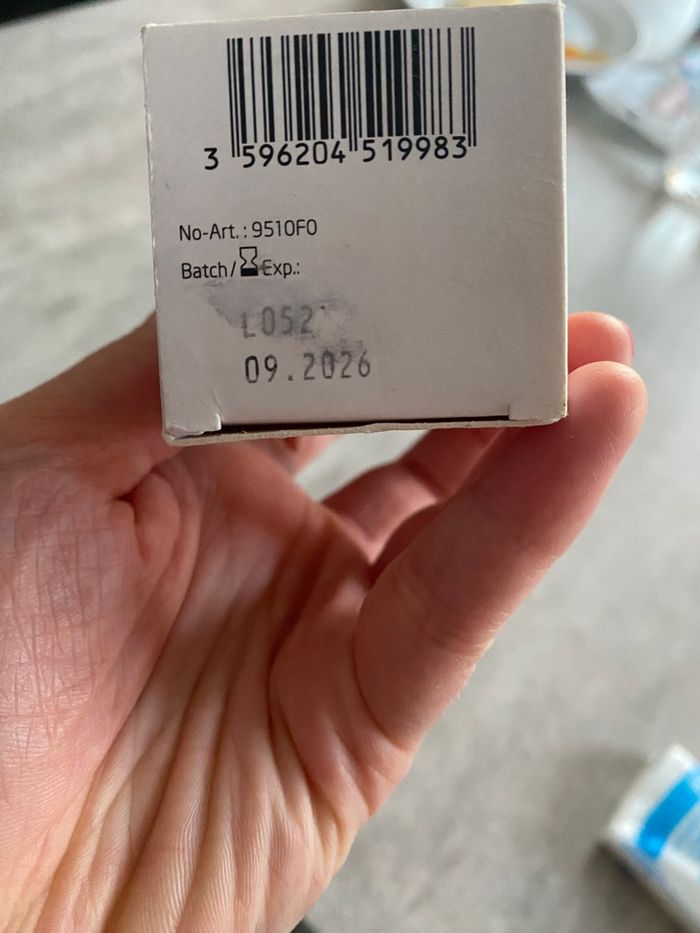 3 596204 519983
No-Art.: 9510F0
Batch/ Exp.:
L052
09.2026